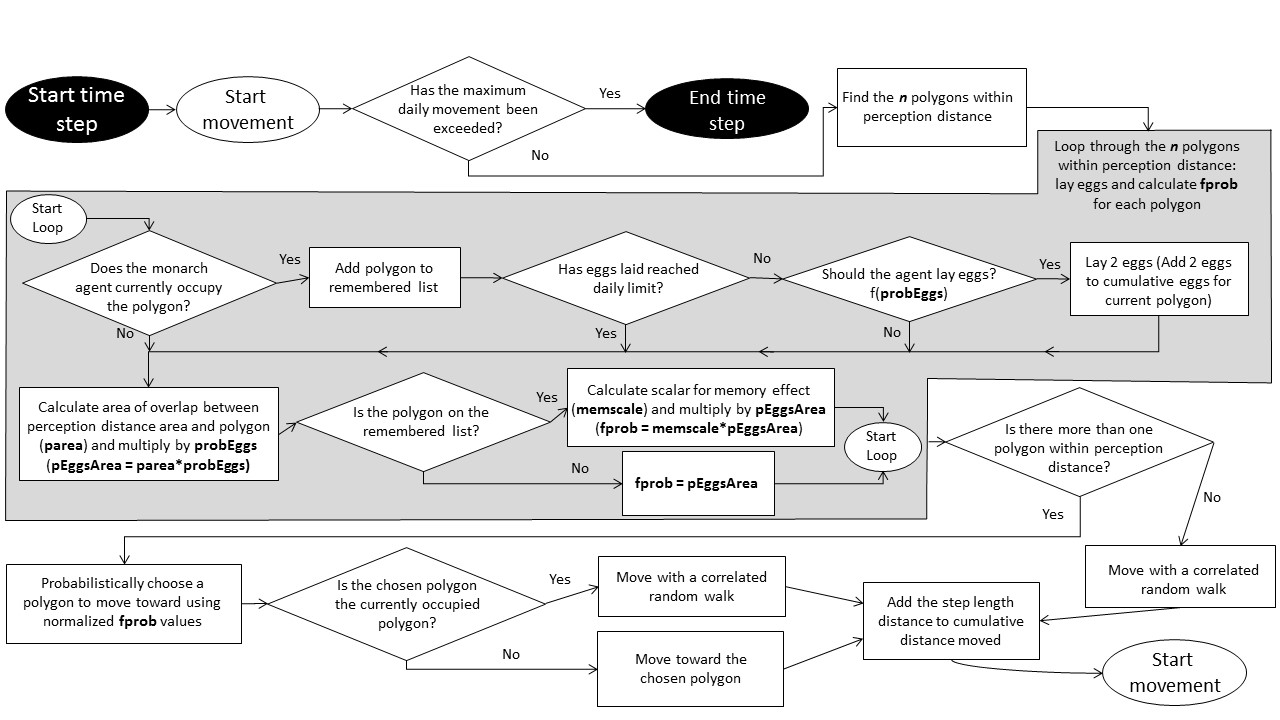 Start time
step
Start
movement
Has the maximum
daily movement been
exceeded?
Yes
No
End time
step
Find the n polygons within
perception distance
Loop through the n polygons
within perception distance:
lay eggs and calculate fprob
for each polygon
Start
Loop
Does the monarch
agent currently occupy
the polygon?
Yes
No
Add polygon to
remembered list
Has eggs laid reached
daily limit?
No
Yes
Should the agent lay eggs?
f(probEggs)
Yes
No
Lay 2 eggs (Add 2 eggs
to cumulative eggs for
current polygon)
Calculate area of overlap between
perception distance area and polygon
(parea) and multiply by probEggs
(pEggsArea = parea*probEggs)
Is the polygon on the
remembered list?
Yes
No
Calculate scalar for memory effect
(memscale) and multiply by pEggsArea
(fprob = memscale*pEggsArea)
fprob = pEggsArea
Start
Loop
Is there more than one
polygon within perception
distance?
Yes
No
Probabilistically choose a
polygon to move toward using
normalized fprob values
Is the chosen polygon
the currently occupied
polygon?
Yes
No
Move with a correlated
random walk
Move toward the
chosen polygon
Add the step length
distance to cumulative
distance moved
Move with a correlated
random walk
Start
movement